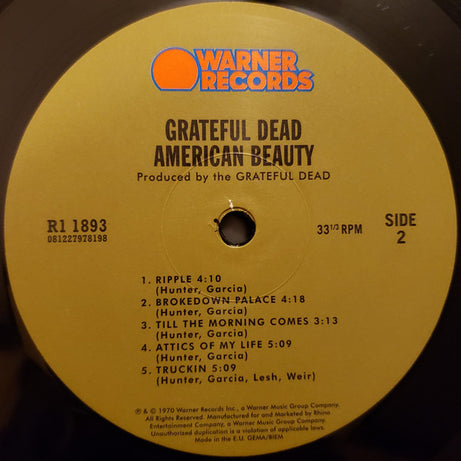 WARNER
RECORDS
GRATEFUL DEAD
AMERICAN BEAUTY
Produced by the GRATEFUL DEAD
R1 1893
081227978198
33 1/3 RPM
SIDE
2
1. RIPPLE 4:10
(Hunter, Garcia)
2. BROKEDOWN PALACE 4:18
(Hunter, Garcia)
3. TILL THE MORNING COMES 3:13
(Hunter, Garcia)
4. ATTICS OF MY LIFE 5:09
(Hunter, Garcia)
5. TRUCKIN 5:09
(Hunter, Garcia, Lesh, Weir)
℗ & © 1970 Warner Records Inc., a Warner Music Group Company.
All Rights Reserved. Manufactured for and Marketed by Rhino
Entertainment Company, a Warner Music Group Company.
Unauthorized duplication is a violation of applicable laws.
Made in the E.U. GEMA/BIEM